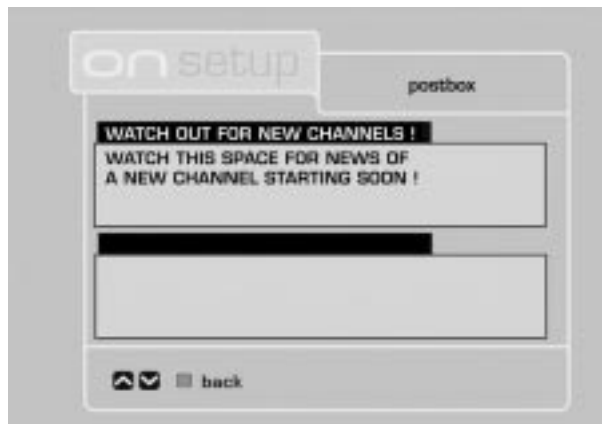 on setup
postbox
WATCH OUT FOR NEW CHANNELS !
WATCH THIS SPACE FOR NEWS OF
A NEW CHANNEL STARTING SOON !
back